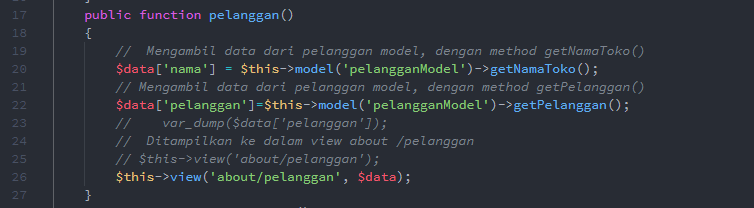 17 public function pelanggan()
18 {
19 //  Mengambil data dari pelanggan model, dengan method getNamaToko()
20 $data['nama'] = $this->model('pelangganModel')->getNamaToko();
21 // Mengambil data dari pelanggan model, dengan method getPelanggan()
22 $data['pelanggan']=$this->model('pelangganModel')->getPelanggan();
23 //    var_dump($data['pelanggan']);
24 //  Ditampilkan ke dalam view about /pelanggan
25 // $this->view('about/pelanggan');
26 $this->view('about/pelanggan', $data);
27 }